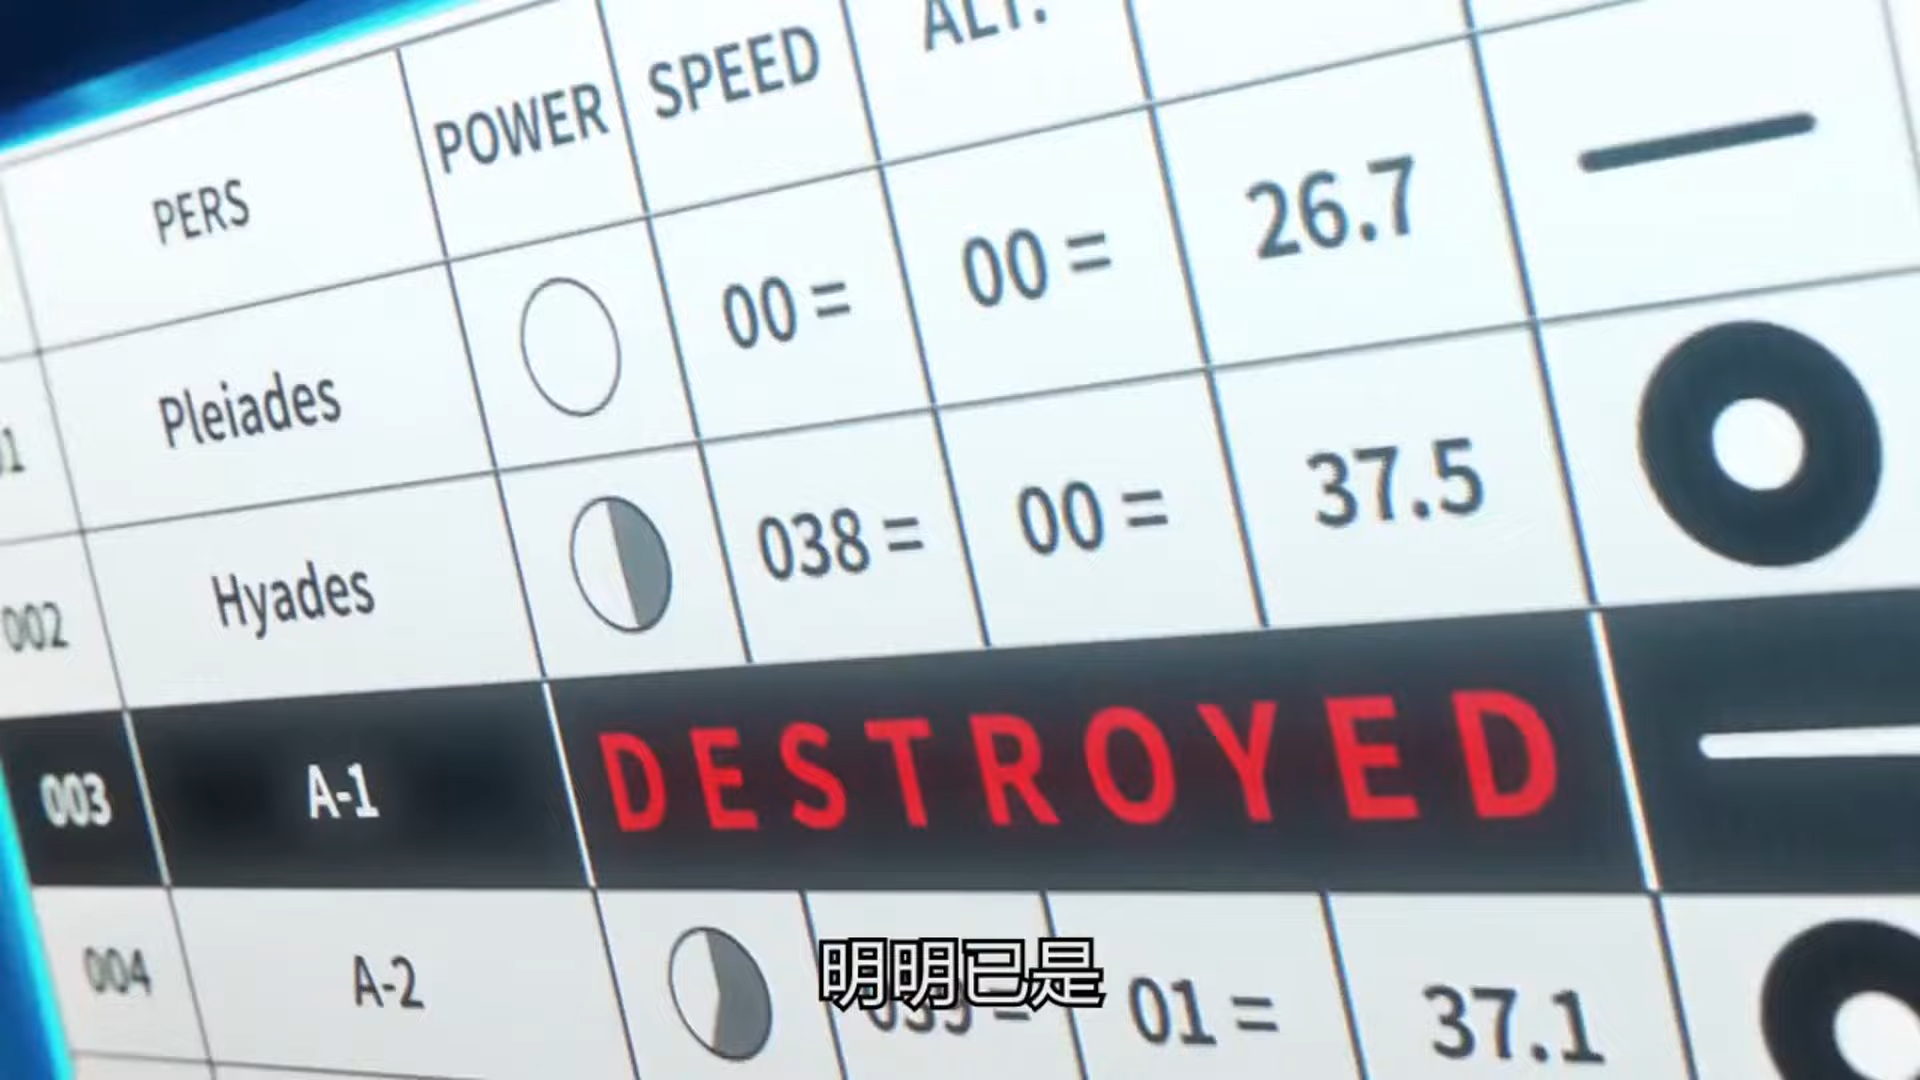 PERS POWER SPEED ALT.
Pleiades 00 = 00 = 26.7
002 Hyades 038 = 00 = 37.5
003 A-1 DESTROYED
004 A-2 01 = 37.1
明明已是